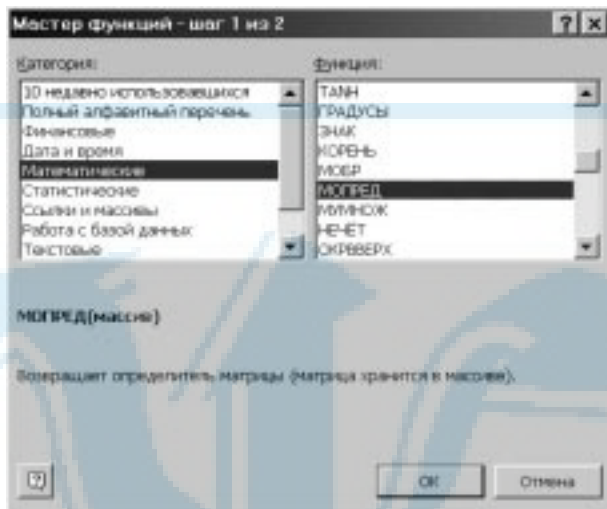 Мастер функций - шаг 1 из 2
Категория:
10 недавно использовавшихся
Полный алфавитный перечень
Финансовые
Дата и время
Математические
Статистические
Ссылки и массивы
Работа с базой данных
Текстовые
Функция:
TANH
ГРАДУСЫ
ЗНАК
КОРЕНЬ
МОБР
МОПРЕД
МУМНОЖ
НЕЧЁТ
ОКРВВЕРХ
МОПРЕД(массив)
Возвращает определитель матрицы (матрица хранится в массиве).
OK
Отмена